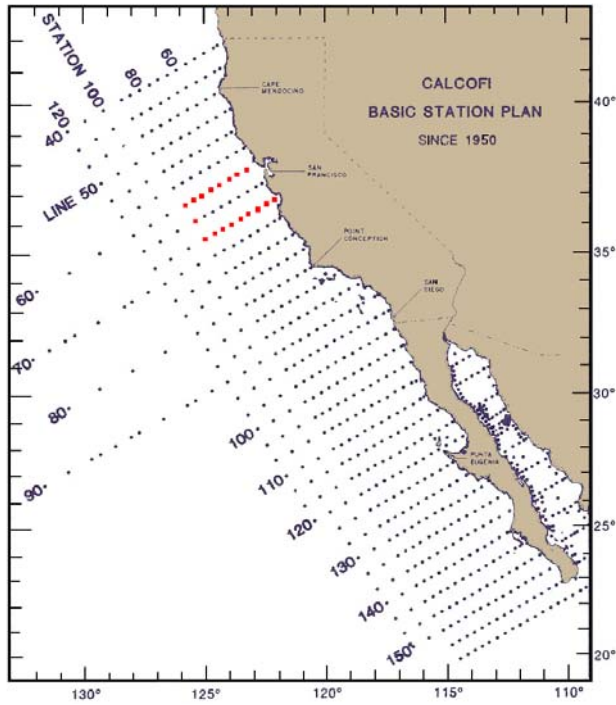 STATION 100
80
60
120
40
LINE 50
60
70
80
90
100
110
120
130
140
150
CALCOFI
BASIC STATION PLAN
SINCE 1950
CAPE
MENDOCINO
SAN
FRANCISCO
POINT
CONCEPTION
SAN
DIEGO
PUNTA
EUGENIA
40°
35°
30°
25°
20°
130°
125°
120°
115°
110°